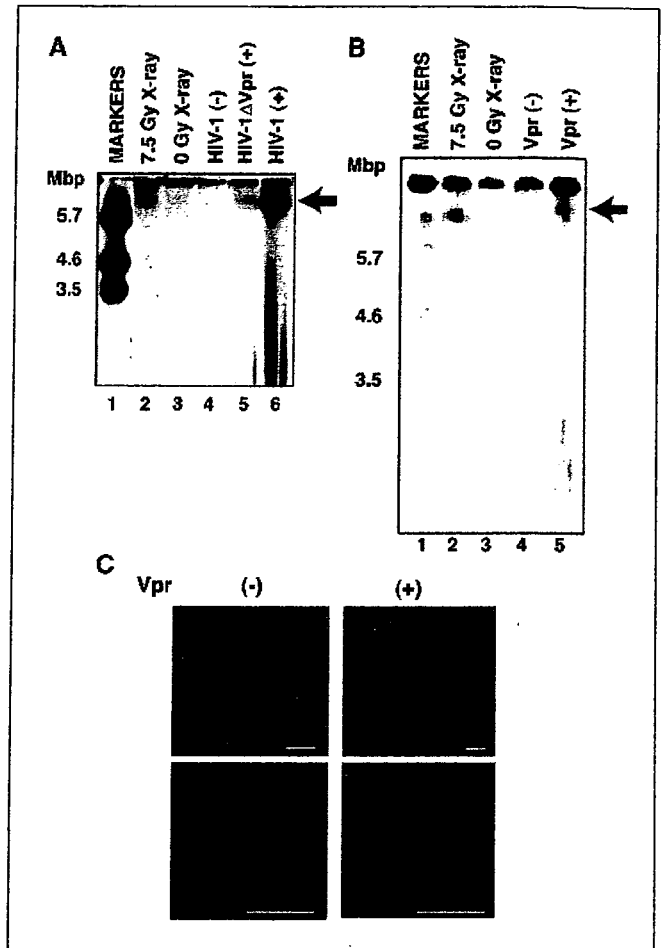 A
MARKERS
7.5 Gy X-ray
0 Gy X-ray
HIV-1 (-)
HIV-1ΔVpr (+)
HIV-1 (+)
Mbp
5.7
4.6
3.5
1 2 3 4 5 6
B
MARKERS
7.5 Gy X-ray
0 Gy X-ray
Vpr (-)
Vpr (+)
5.7
4.6
3.5
1 2 3 4 5
C
Vpr (-) (+)